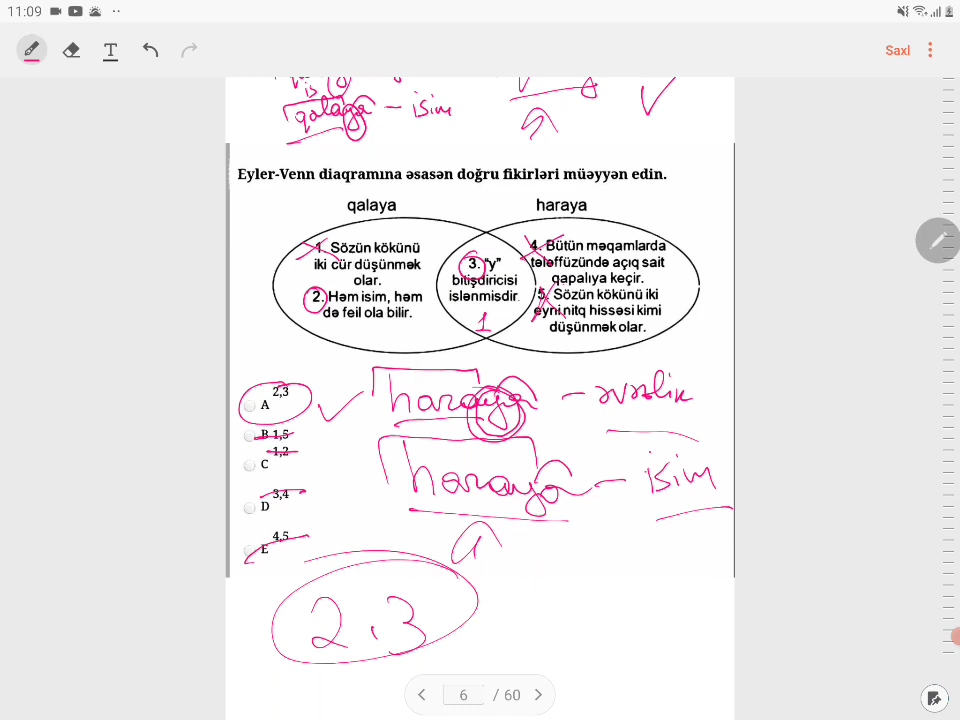 11:09
T
Saxl
qalaya – isim
Eyler-Venn diaqramına əsasən doğru fikirləri müəyyən edin.
qalaya
haraya
1. Sözün kökünü
iki cür düşünmək
olar.
2. Həm isim, həm
də feil ola bilir.
3. "y"
bitişdiricisi
islənmisdir.
1
4. Bütün məqamlarda
tələffüzündə açıq sait
qapalıya keçir.
5. Sözün kökünü iki
eyni nitq hissəsi kimi
düşünmək olar.
2,3
A
B 1,5
1,2
C
3,4
D
4,5
E
haraya – əvəzlik
haraya – isim
a
2,3
6 / 60